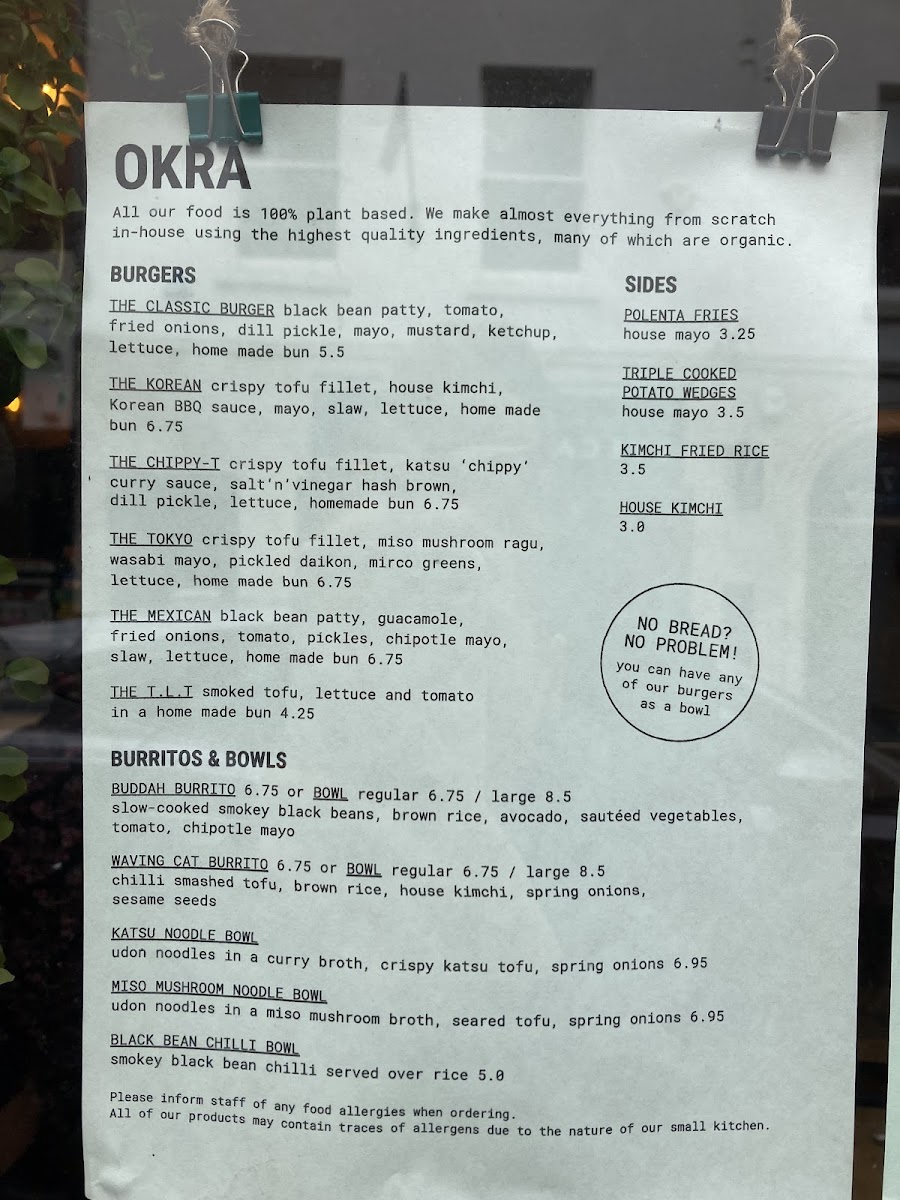 OKRA
All our food is 100% plant based. We make almost everything from scratch
in-house using the highest quality ingredients, many of which are organic.
BURGERS
THE CLASSIC BURGER black bean patty, tomato,
fried onions, dill pickle, mayo, mustard, ketchup,
lettuce, home made bun 5.5
THE KOREAN crispy tofu fillet, house kimchi,
Korean BBQ sauce, mayo, slaw, lettuce, home made
bun 6.75
THE CHIPPY-T crispy tofu fillet, katsu ‘chippy’
curry sauce, salt‘n’vinegar hash brown,
dill pickle, lettuce, homemade bun 6.75
THE TOKYO crispy tofu fillet, miso mushroom ragu,
wasabi mayo, pickled daikon, mirco greens,
lettuce, home made bun 6.75
THE MEXICAN black bean patty, guacamole,
fried onions, tomato, pickles, chipotle mayo,
slaw, lettuce, home made bun 6.75
THE T.L.T smoked tofu, lettuce and tomato
in a home made bun 4.25
SIDES
POLENTA FRIES
house mayo 3.25
TRIPLE COOKED
POTATO WEDGES
house mayo 3.5
KIMCHI FRIED RICE
3.5
HOUSE KIMCHI
3.0
NO BREAD?
NO PROBLEM!
you can have any
of our burgers
as a bowl
BURRITOS & BOWLS
BUDDAH BURRITO 6.75 or BOWL regular 6.75 / large 8.5
slow-cooked smokey black beans, brown rice, avocado, sautéed vegetables,
tomato, chipotle mayo
WAVING CAT BURRITO 6.75 or BOWL regular 6.75 / large 8.5
chilli smashed tofu, brown rice, house kimchi, spring onions,
sesame seeds
KATSU NOODLE BOWL
udon noodles in a curry broth, crispy katsu tofu, spring onions 6.95
MISO MUSHROOM NOODLE BOWL
udon noodles in a miso mushroom broth, seared tofu, spring onions 6.95
BLACK BEAN CHILLI BOWL
smokey black bean chilli served over rice 5.0
Please inform staff of any food allergies when ordering.
All of our products may contain traces of allergens due to the nature of our small kitchen.